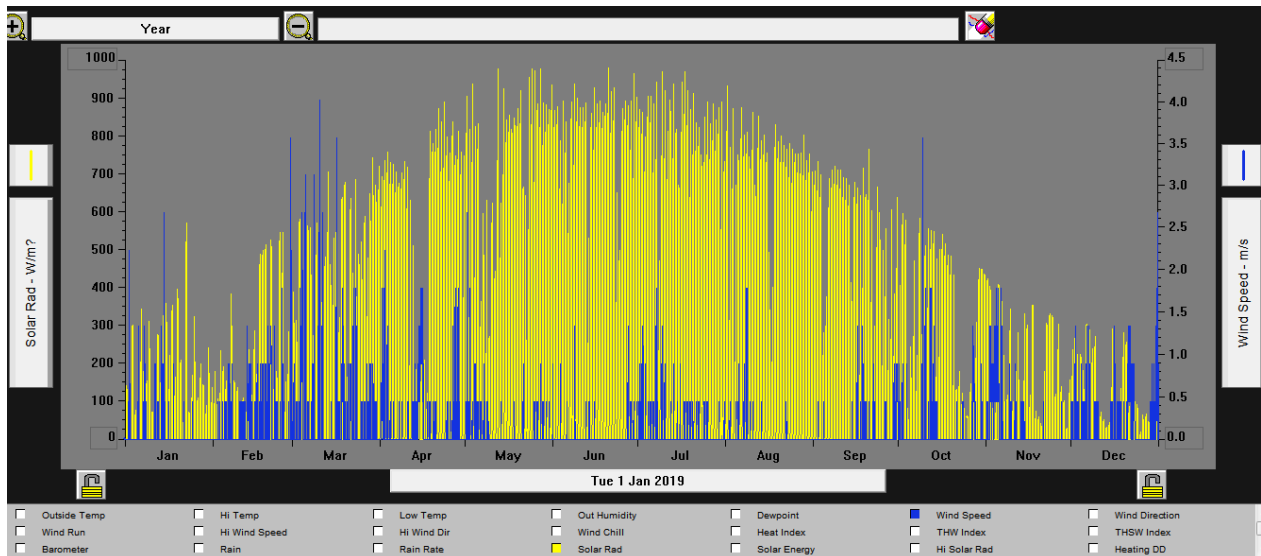 Year
1000
900
800
700
600
500
400
300
200
100
0
4.5
4.0
3.5
3.0
2.5
2.0
1.5
1.0
0.5
0.0
Solar Rad - W/m?
Wind Speed - m/s
Jan Feb Mar Apr May Jun Jul Aug Sep Oct Nov Dec
Tue 1 Jan 2019
Outside Temp Hi Temp Low Temp Out Humidity Dewpoint Wind Speed Wind Direction
Wind Run Hi Wind Speed Hi Wind Dir Wind Chill Heat Index THW Index THSW Index
Barometer Rain Rain Rate Solar Rad Solar Energy Hi Solar Rad Heating DD